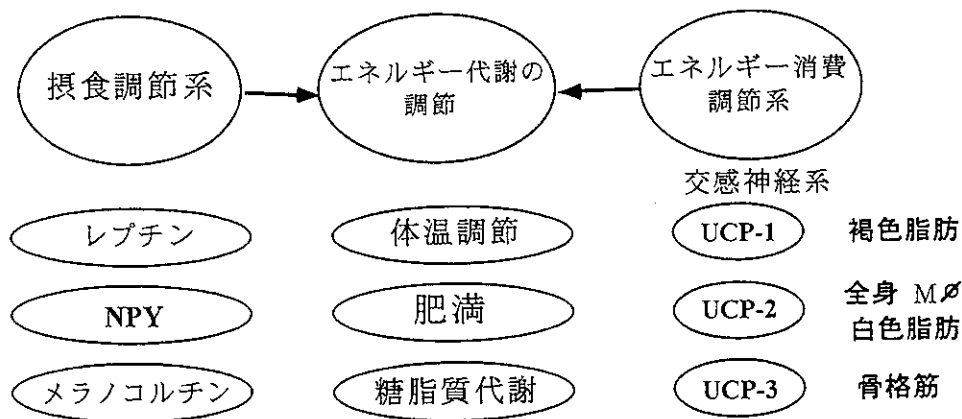 摂食調節系
エネルギー代謝の
調節
エネルギー消費
調節系
交感神経系
レプチン
体温調節
UCP-1
褐色脂肪
NPY
肥満
UCP-2
全身 Mø
白色脂肪
メラノコルチン
糖脂質代謝
UCP-3
骨格筋